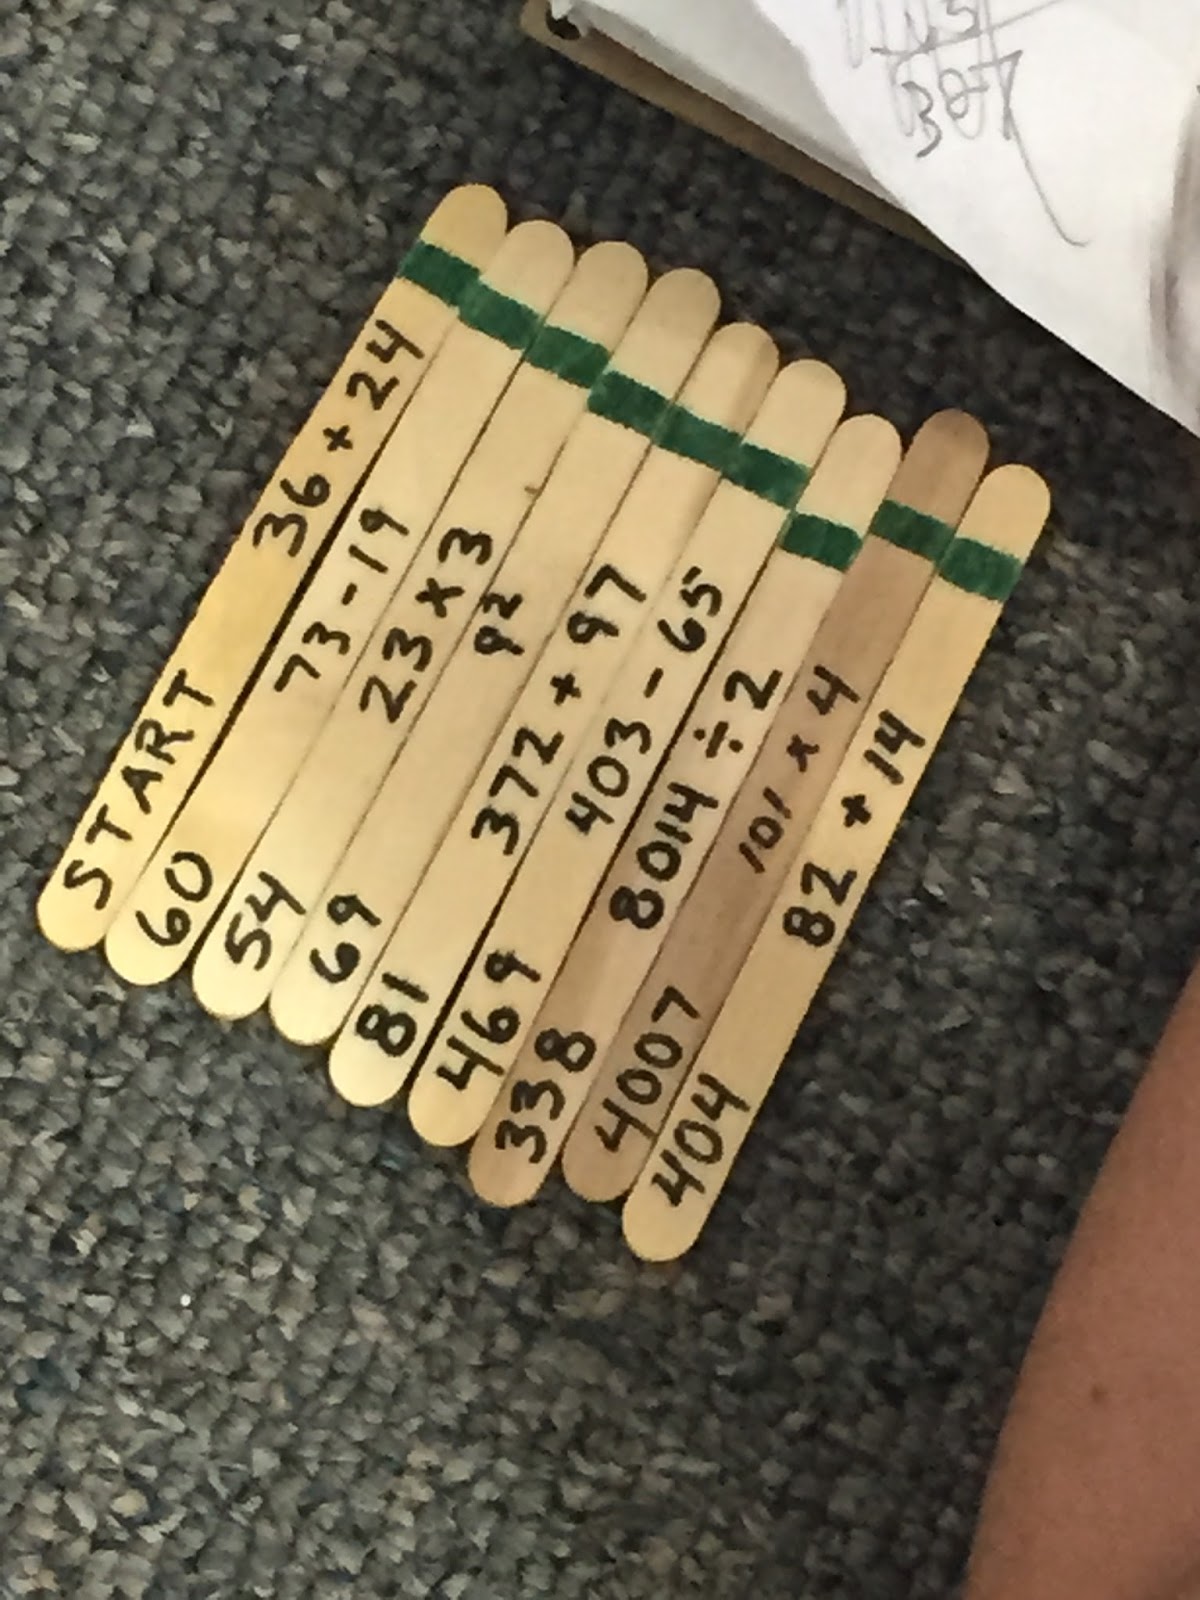 START 36 + 24
60 73 - 19
54 23 x 3
69 9²
81 372 + 97
469 403 - 65
338 8014 ÷ 2
4007 101 x 4
404 82 + 14